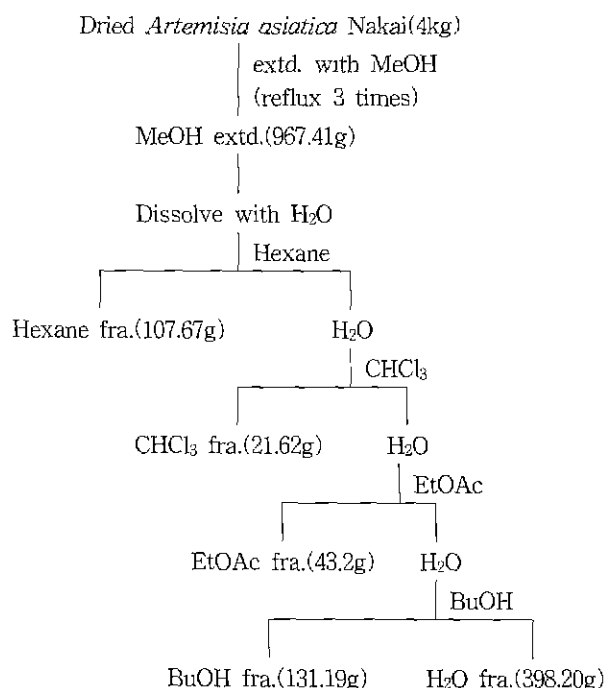 Dried Artemisia asiatica Nakai(4kg)
extd. with MeOH
(reflux 3 times)
MeOH extd.(967.41g)
Dissolve with H₂O
Hexane
Hexane fra.(107.67g) H₂O
CHCl₃
CHCl₃ fra.(21.62g) H₂O
EtOAc
EtOAc fra.(43.2g) H₂O
BuOH
BuOH fra.(131.19g) H₂O fra.(398.20g)